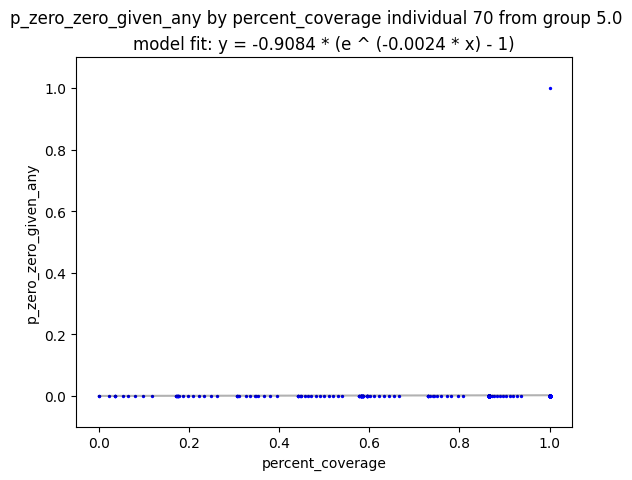 p_zero_zero_given_any by percent_coverage individual 70 from group 5.0
model fit: y = -0.9084 * (e ^ (-0.0024 * x) - 1)
1.0
0.8
0.6
0.4
0.2
0.0
p_zero_zero_given_any
0.0 0.2 0.4 0.6 0.8 1.0
percent_coverage